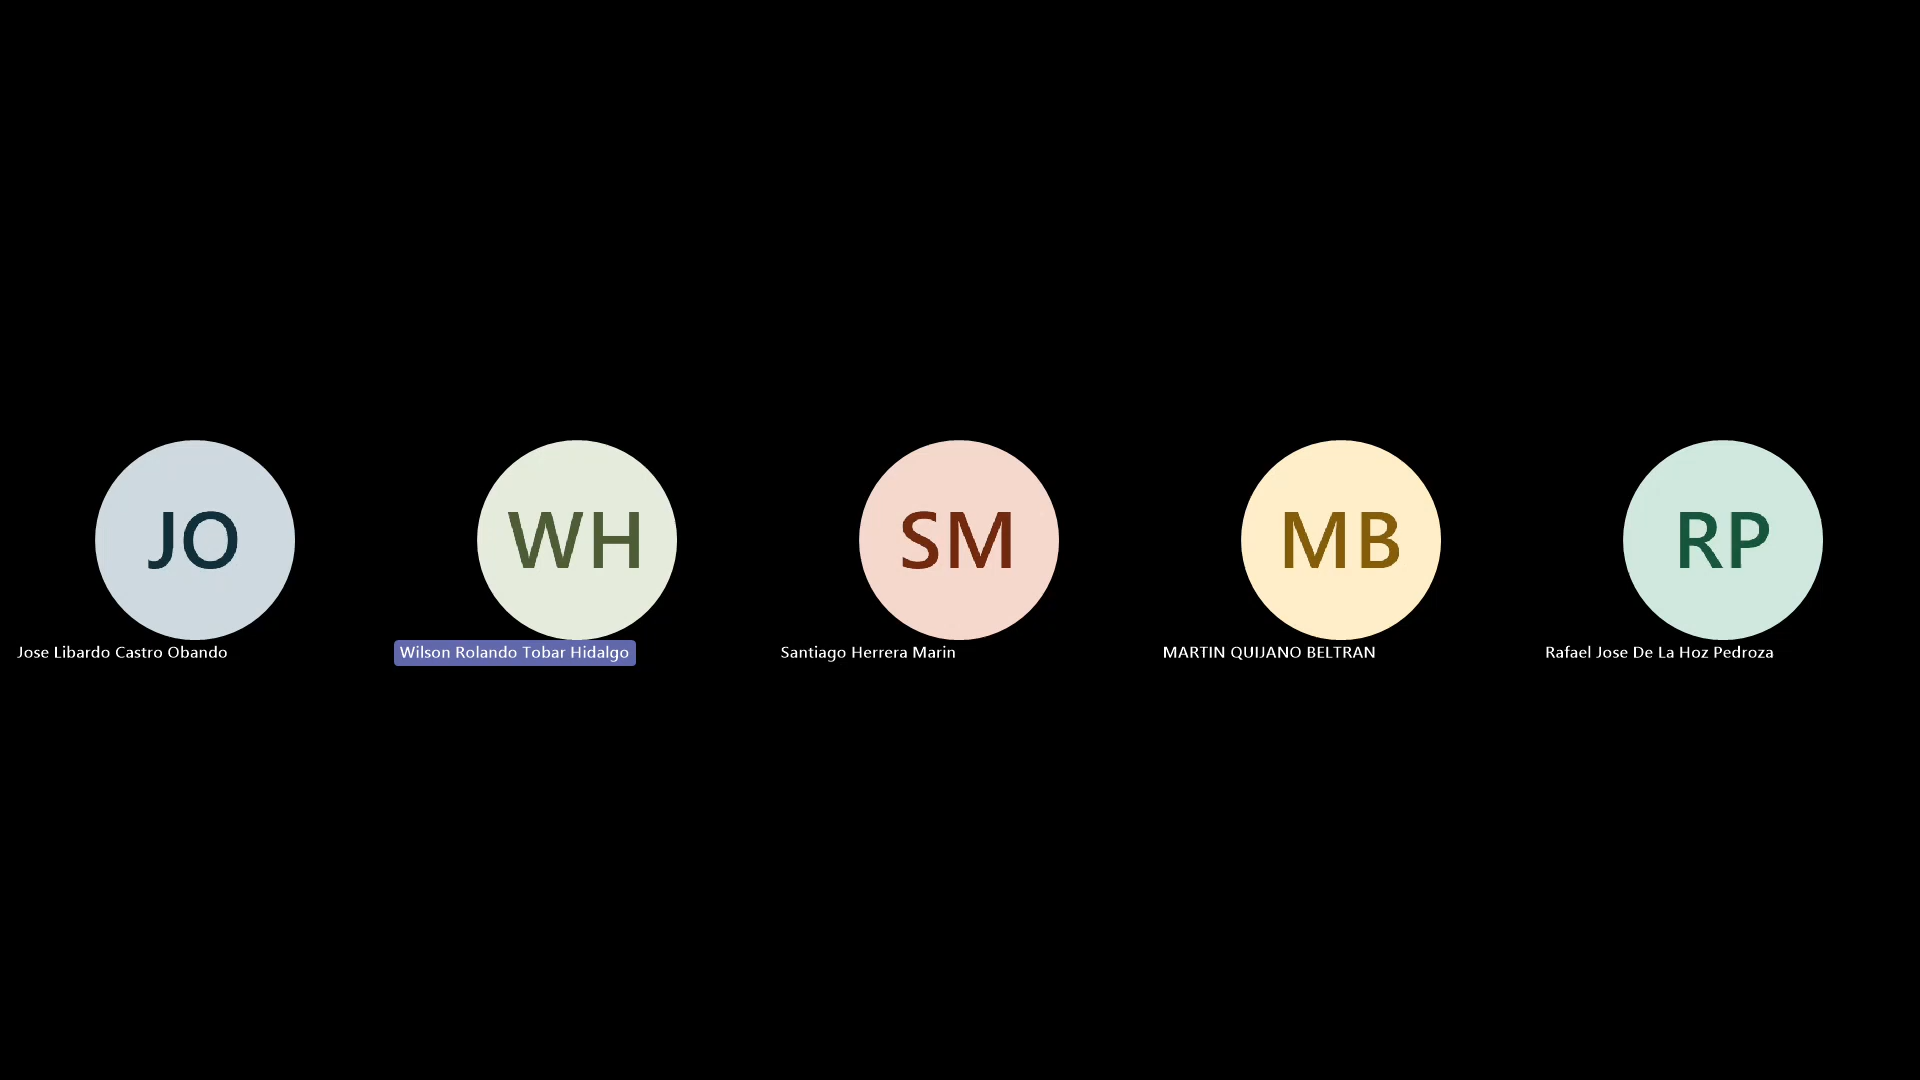 JO
WH
SM
MB
RP
Jose Libardo Castro Obando
Wilson Rolando Tobar Hidalgo
Santiago Herrera Marin
MARTIN QUIJANO BELTRAN
Rafael Jose De La Hoz Pedroza